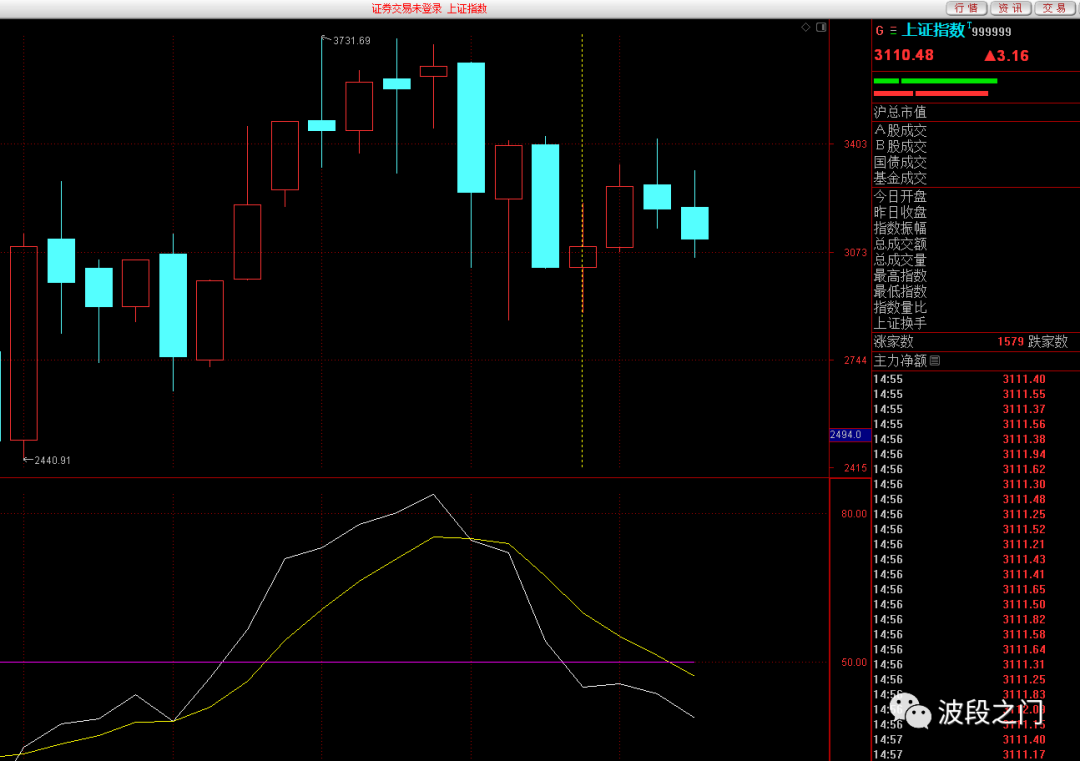 证券交易未登录 上证指数
行情 资讯 交易
G 上证指数 T 999999
3110.48 ▲3.16
沪总市值
A股成交
B股成交
国债成交
基金成交
今日开盘
昨日收盘
指数振幅
总成交额
总成交量
最高指数
最低指数
指数量比
上证换手
涨家数 1579 跌家数
主力净额
3731.69
3403
3073
2744
2494.0
2415
←2440.91
80.00
50.00
14:55 3111.40
14:55 3111.55
14:55 3111.37
14:55 3111.56
14:56 3111.38
14:56 3111.94
14:56 3111.62
14:56 3111.30
14:56 3111.48
14:56 3111.25
14:56 3111.52
14:56 3111.21
14:56 3111.43
14:56 3111.41
14:56 3111.65
14:56 3111.50
14:56 3111.82
14:56 3111.58
14:56 3111.64
14:56 3111.31
14:56 3111.25
14:56 3111.83
14:56
14:56
14:57 3111.40
14:57 3111.17
波段之门